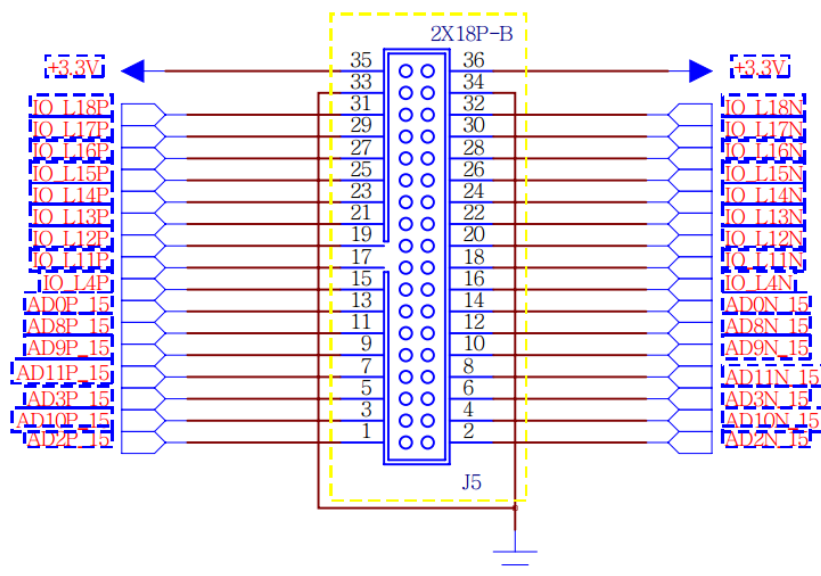 2X18P-B
+3.3V 35 36 +3.3V
33 34
IO_L18P 31 32 IO_L18N
IO_L17P 29 30 IO_L17N
IO_L16P 27 28 IO_L16N
IO_L15P 25 26 IO_L15N
IO_L14P 23 24 IO_L14N
IO_L13P 21 22 IO_L13N
IO_L12P 19 20 IO_L12N
IO_L11P 17 18 IO_L11N
IO_L4P 15 16 IO_L4N
AD0P_15 13 14 AD0N_15
AD8P_15 11 12 AD8N_15
AD9P_15 9 10 AD9N_15
AD11P_15 7 8 AD11N_15
AD3P_15 5 6 AD3N_15
AD10P_15 3 4 AD10N_15
AD2P_15 1 2 AD2N_15
J5